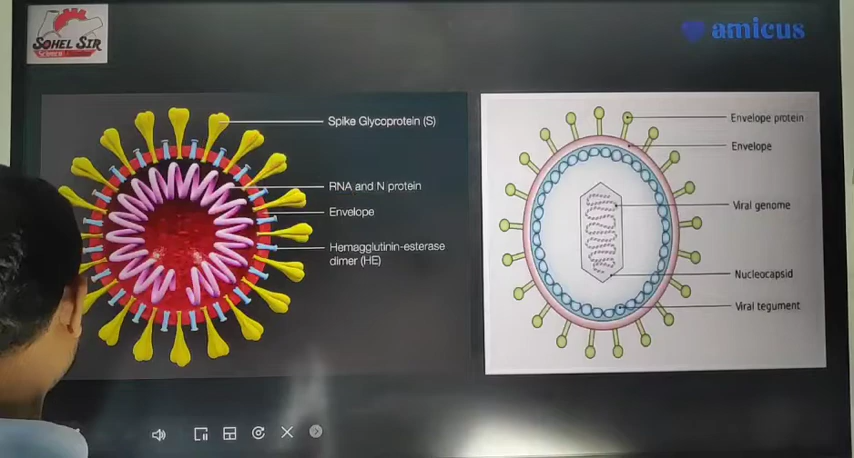 SOHEL SIR
Science
amicus
Spike Glycoprotein (S)
RNA and N protein
Envelope
Hemagglutinin-esterase
dimer (HE)
Envelope protein
Envelope
Viral genome
Nucleocapsid
Viral tegument